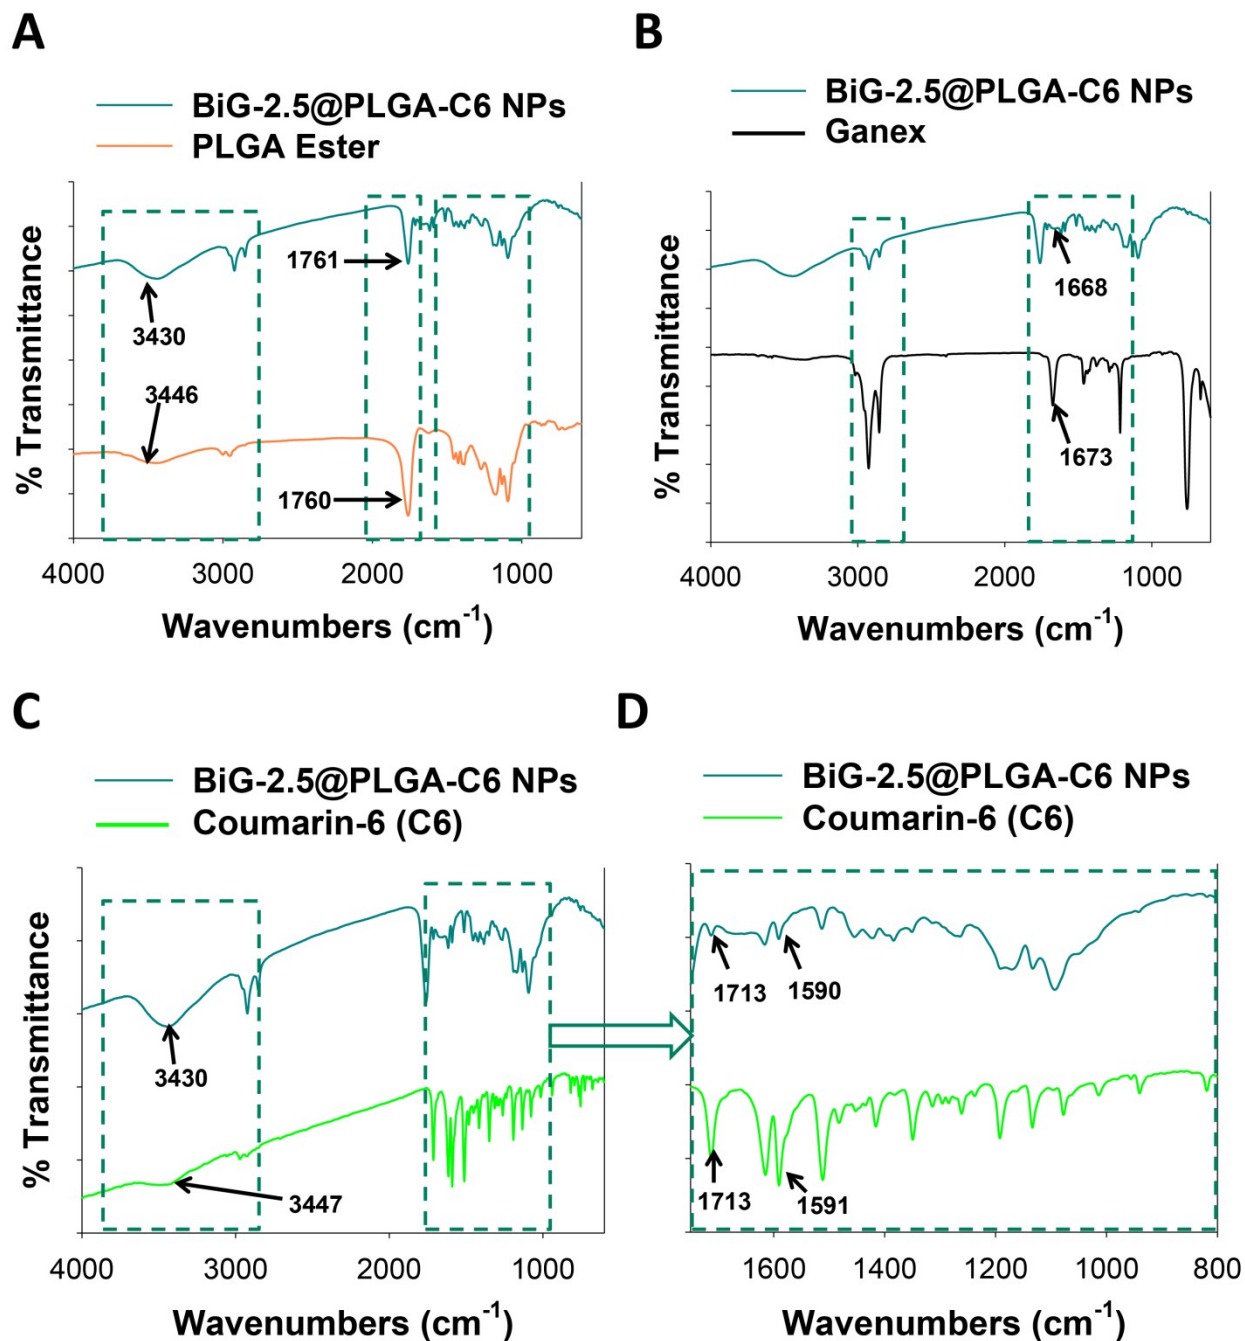 A
BiG-2.5@PLGA-C6 NPs
PLGA Ester
% Transmittance
3430
3446
1761
1760
4000 3000 2000 1000
Wavenumbers (cm⁻¹)
B
BiG-2.5@PLGA-C6 NPs
Ganex
% Transmittance
1668
1673
4000 3000 2000 1000
Wavenumbers (cm⁻¹)
C
BiG-2.5@PLGA-C6 NPs
Coumarin-6 (C6)
% Transmittance
3430
3447
4000 3000 2000 1000
Wavenumbers (cm⁻¹)
D
BiG-2.5@PLGA-C6 NPs
Coumarin-6 (C6)
1713
1590
1713
1591
1600 1400 1200 1000 800
Wavenumbers (cm⁻¹)